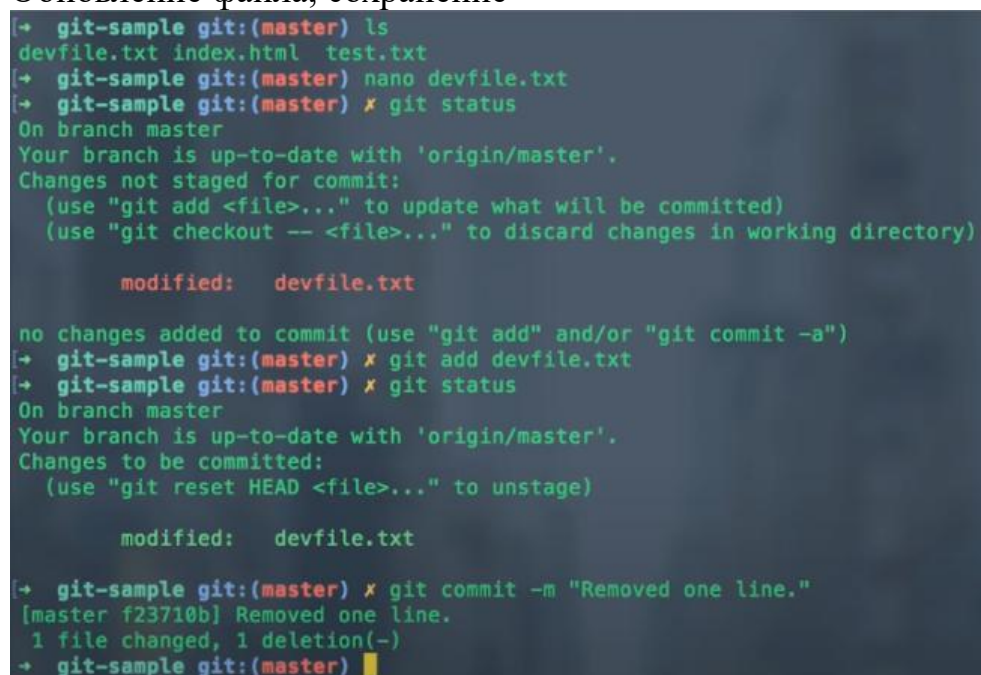 Обновление файла, сохранение
[→ git-sample git:(master) ls
devfile.txt index.html test.txt
[→ git-sample git:(master) nano devfile.txt
[→ git-sample git:(master) ✗ git status
On branch master
Your branch is up-to-date with 'origin/master'.
Changes not staged for commit:
(use "git add <file>..." to update what will be committed)
(use "git checkout -- <file>..." to discard changes in working directory)
modified: devfile.txt
no changes added to commit (use "git add" and/or "git commit -a")
[→ git-sample git:(master) ✗ git add devfile.txt
[→ git-sample git:(master) ✗ git status
On branch master
Your branch is up-to-date with 'origin/master'.
Changes to be committed:
(use "git reset HEAD <file>..." to unstage)
modified: devfile.txt
[→ git-sample git:(master) ✗ git commit -m "Removed one line."
[master f23710b] Removed one line.
1 file changed, 1 deletion(-)
→ git-sample git:(master)